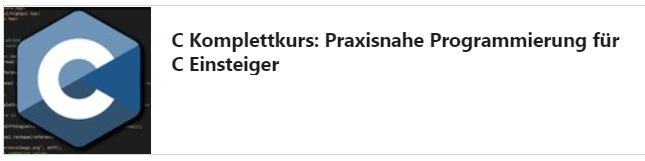 C Komplettkurs: Praxisnahe Programmierung für
C Einsteiger
C